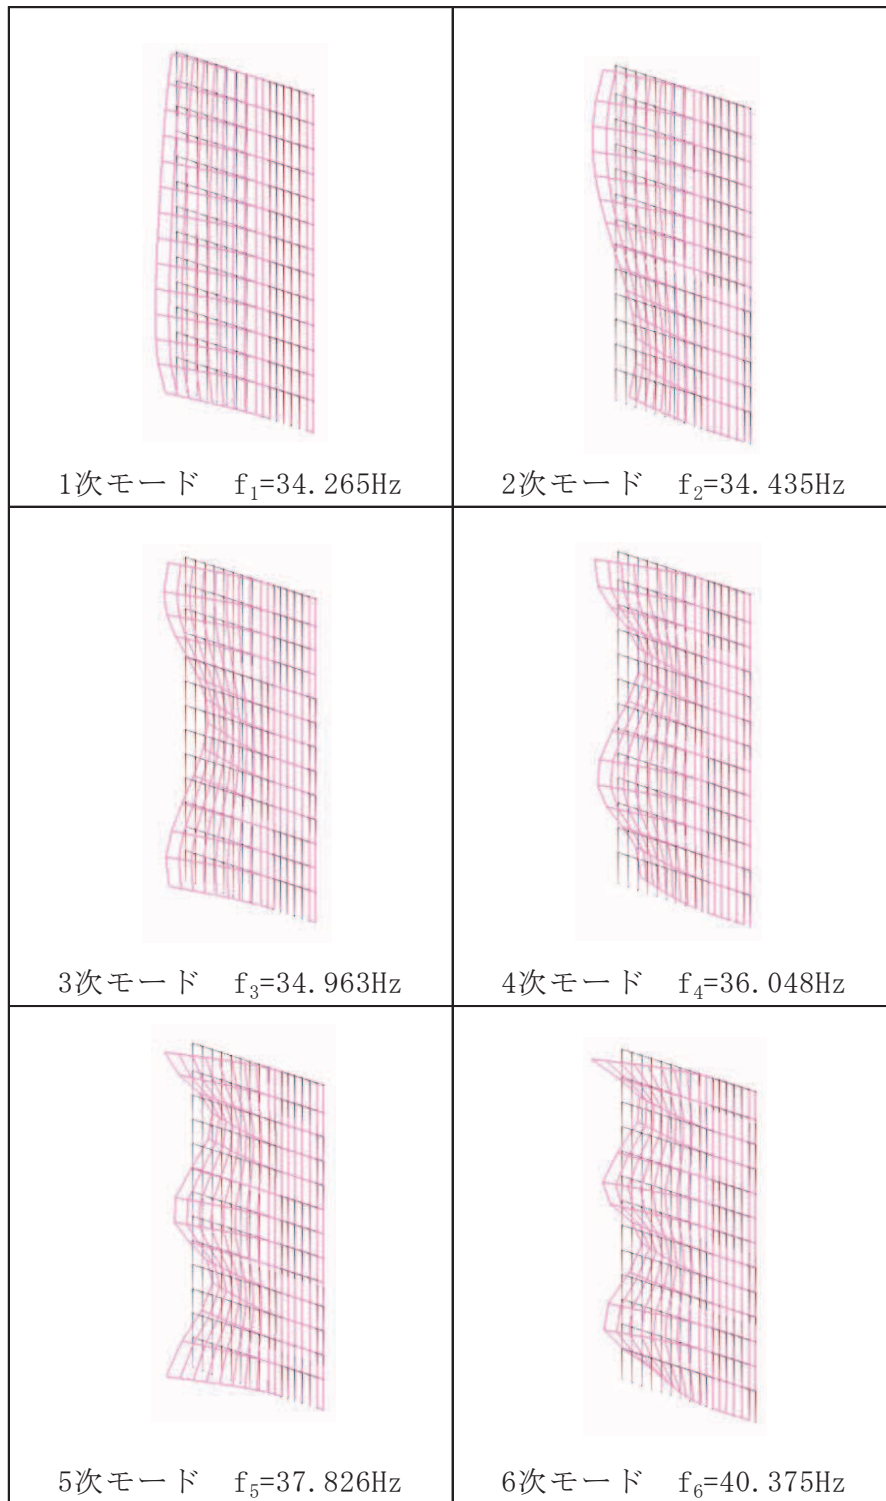 1次モード f₁=34.265Hz
2次モード f₂=34.435Hz
3次モード f₃=34.963Hz
4次モード f₄=36.048Hz
5次モード f₅=37.826Hz
6次モード f₆=40.375Hz